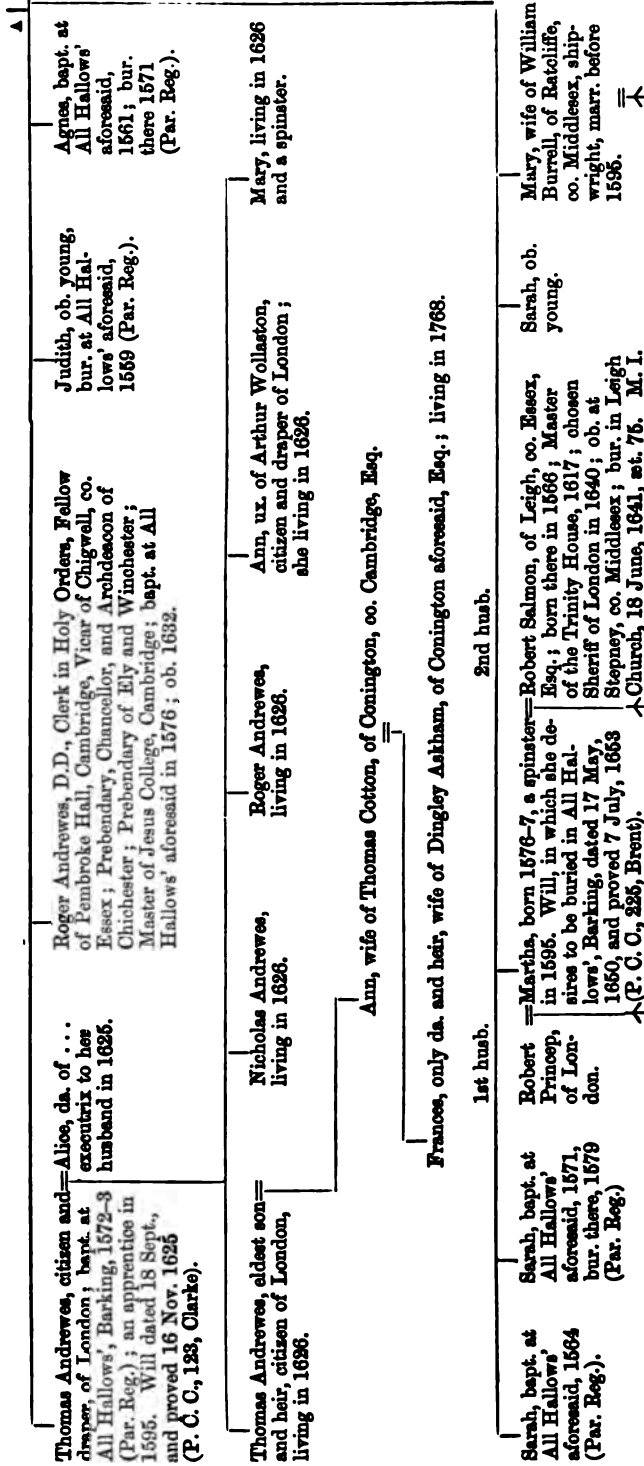 Thomas Andrewes, citizen and=Alice, da. of ...
draper, of London; bapt. at
executrix to her
All Hallows', Barking, 1572-3
husband in 1625.
(Par. Reg.); an apprentice in
1595. Will dated 18 Sept.,
and proved 16 Nov. 1625
(P. C. C., 123, Clarke).
Roger Andrewes, D.D., Clerk in Holy Orders, Fellow
of Pembroke Hall, Cambridge, Vicar of Chigwell, co.
Essex; Prebendary, Chancellor, and Archdeacon of
Chichester; Prebendary of Ely and Winchester;
Master of Jesus College, Cambridge; bapt. at All
Hallows' aforesaid in 1576; ob. 1632.
Judith, ob. young,
bur. at All Hal-
lows' aforesaid,
1559 (Par. Reg.).
Agnes, bapt. at
All Hallows'
aforesaid,
1561; bur.
there 1571
(Par. Reg.).
Thomas Andrewes, eldest son=
and heir, citizen of London,
living in 1626.
Nicholas Andrewes,
living in 1626.
Roger Andrewes,
living in 1626.
Ann, ux. of Arthur Wollaston,
citizen and draper of London;
she living in 1626.
Mary, living in 1626
and a spinster.
Ann, wife of Thomas Cotton, of Conington, co. Cambridge, Esq.
=
Frances, only da. and heir, wife of Dingley Askham, of Conington aforesaid, Esq.; living in 1768.
1st husb.
2nd husb.
Sarah, bapt. at
All Hallows'
aforesaid, 1564
(Par. Reg.).
Sarah, bapt. at
All Hallows'
aforesaid, 1571,
bur. there, 1579
(Par. Reg.)
Robert
Princep,
of Lon-
don.
=Martha, born 1576-7, a spinster=
in 1595. Will, in which she de-
sires to be buried in All Hal-
lows', Barking, dated 17 May,
1650, and proved 7 July, 1653
(P. C. C., 225, Brent).
Robert Salmon, of Leigh, co. Essex,
Esq.; born there in 1566; Master
of the Trinity House, 1617; chosen
Sheriff of London in 1640; ob. at
Stepney, co. Middlesex; bur. in Leigh
Church, 18 June, 1641, æt. 75. M. I.
Sarah, ob.
young.
Mary, wife of William
Burrell, of Ratcliffe,
co. Middlesex, ship-
wright, marr. before
1595.
=